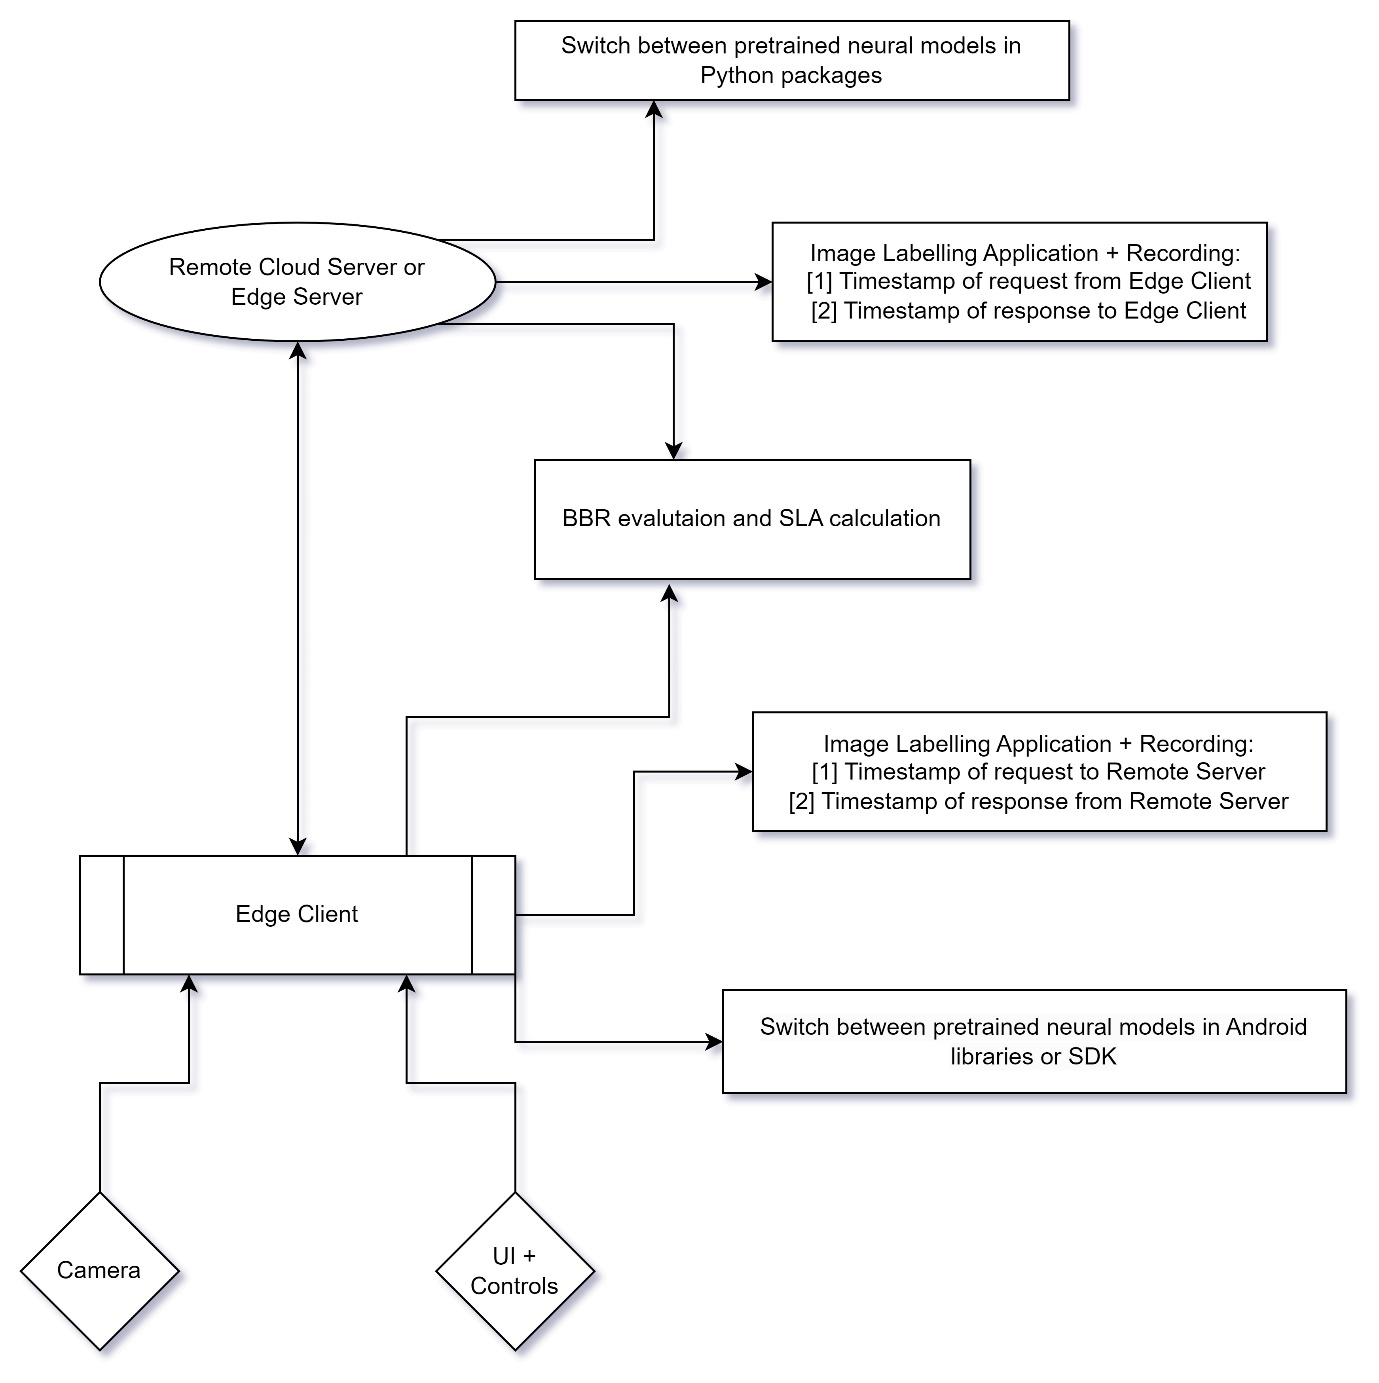 Switch between pretrained neural models in
Python packages
Remote Cloud Server or
Edge Server
Image Labelling Application + Recording:
[1] Timestamp of request from Edge Client
[2] Timestamp of response to Edge Client
BBR evalutaion and SLA calculation
Image Labelling Application + Recording:
[1] Timestamp of request to Remote Server
[2] Timestamp of response from Remote Server
Edge Client
Switch between pretrained neural models in Android
libraries or SDK
Camera
UI +
Controls